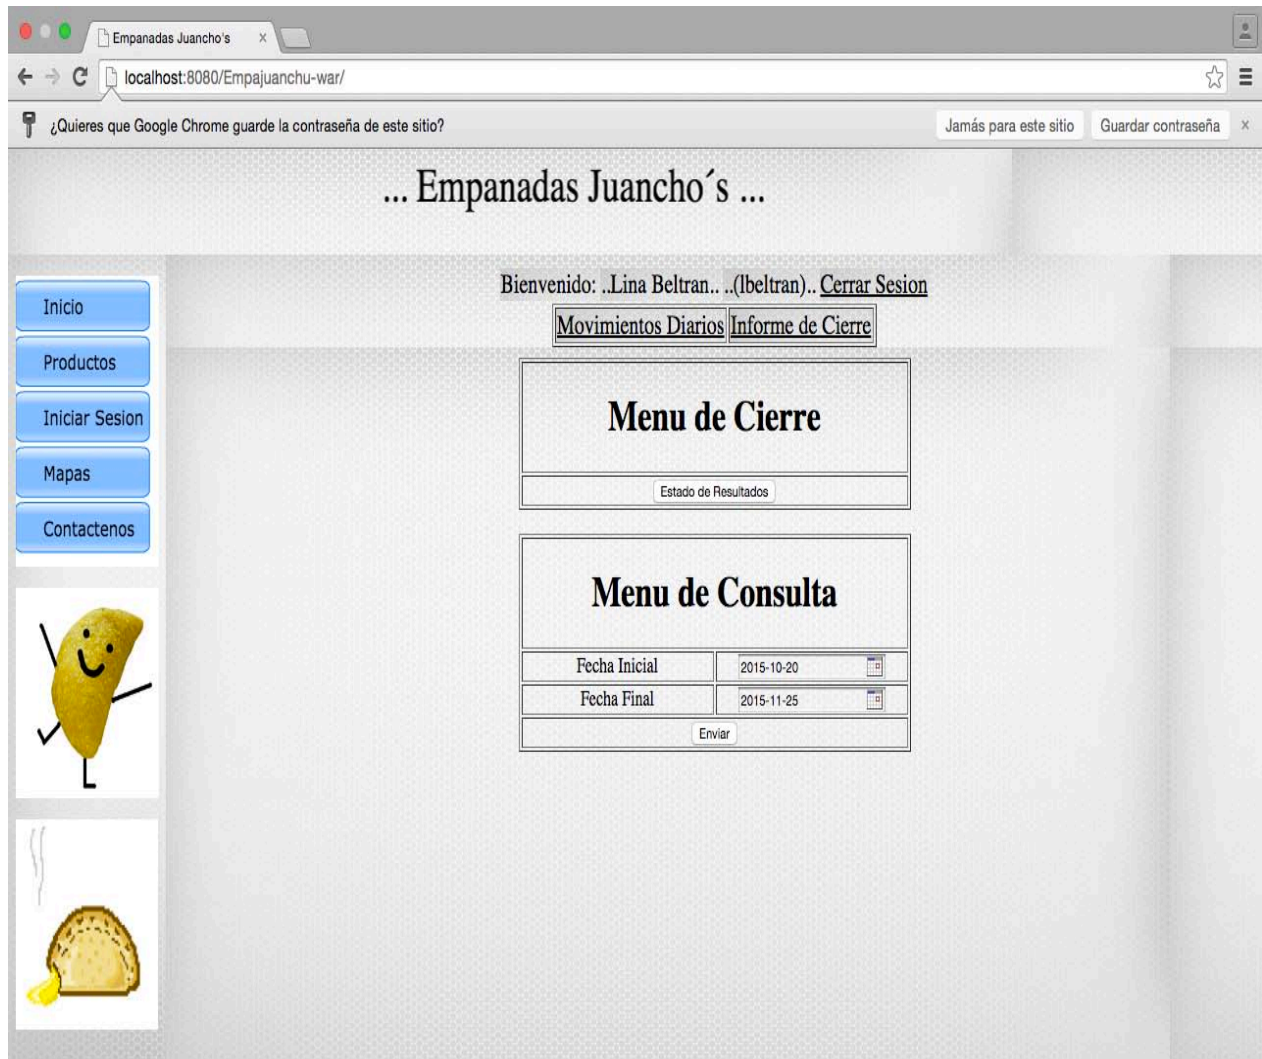 Empanadas Juancho's
localhost:8080/Empajuanchu-war/
¿Quieres que Google Chrome guarde la contraseña de este sitio?
Jamás para este sitio
Guardar contraseña
... Empanadas Juancho´s ...
Inicio
Productos
Iniciar Sesion
Mapas
Contactenos
Bienvenido: ..Lina Beltran.. ..(lbeltran).. Cerrar Sesion
Movimientos Diarios Informe de Cierre
Menu de Cierre
Estado de Resultados
Menu de Consulta
Fecha Inicial 2015-10-20
Fecha Final 2015-11-25
Enviar